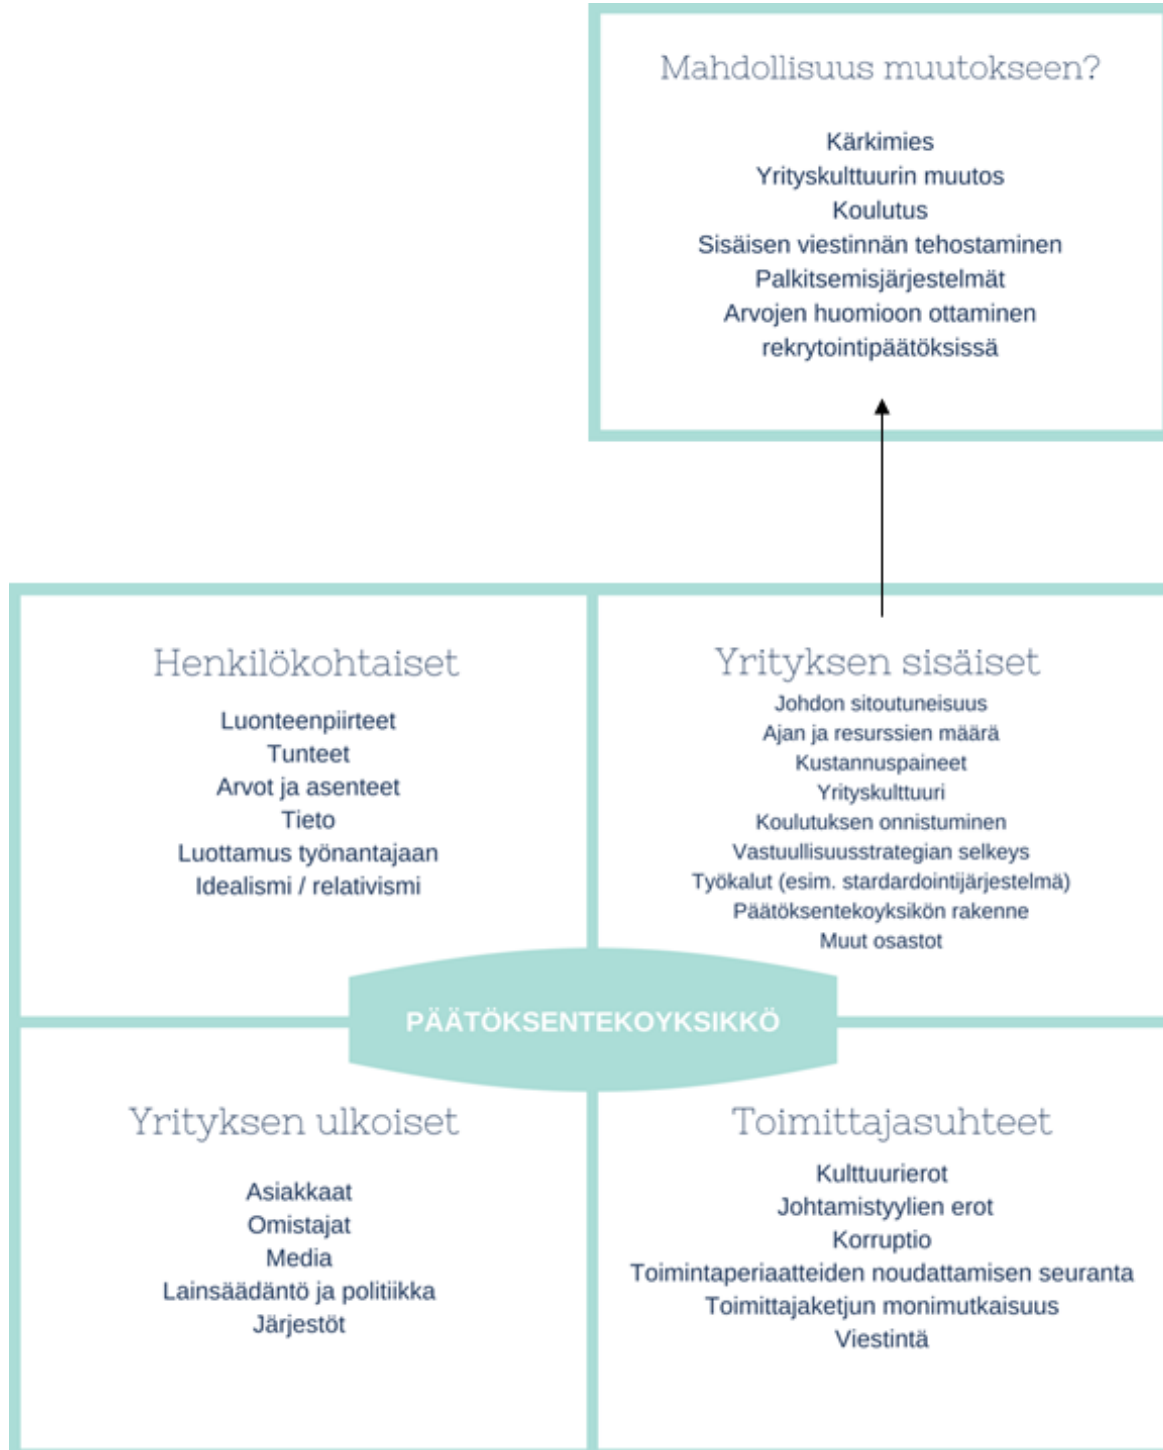 Mahdollisuus muutokseen?
Kärkimies
Yrityskulttuurin muutos
Koulutus
Sisäisen viestinnän tehostaminen
Palkitsemisjärjestelmät
Arvojen huomioon ottaminen
rekrytointipäätöksissä
Henkilökohtaiset
Luonteenpiirteet
Tunteet
Arvot ja asenteet
Tieto
Luottamus työnantajaan
Idealismi / relativismi
Yrityksen sisäiset
Johdon sitoutuneisuus
Ajan ja resurssien määrä
Kustannuspaineet
Yrityskulttuuri
Koulutuksen onnistuminen
Vastuullisuusstrategian selkeys
Työkalut (esim. stardardointijärjestelmä)
Päätöksentekoyksikön rakenne
Muut osastot
PÄÄTÖKSENTEKOYKSIKKÖ
Yrityksen ulkoiset
Asiakkaat
Omistajat
Media
Lainsäädäntö ja politiikka
Järjestöt
Toimittajasuhteet
Kulttuurierot
Johtamistyylien erot
Korruptio
Toimintaperiaatteiden noudattamisen seuranta
Toimittajaketjun monimutkaisuus
Viestintä